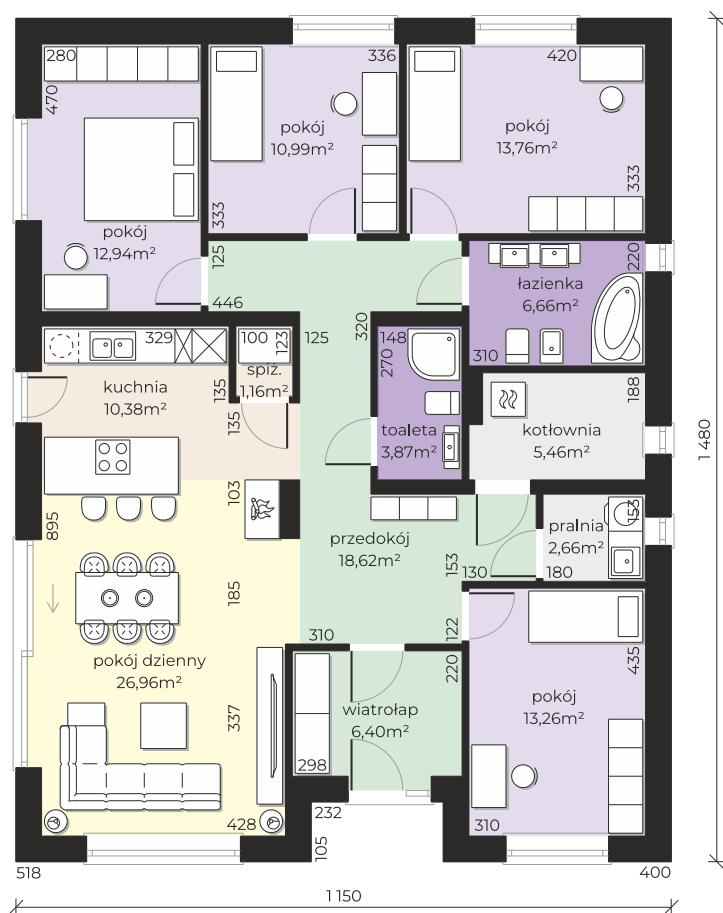 280
470
pokój
12,94m²
336
pokój
10,99m²
333
420
pokój
13,76m²
333
125
446
320
125
220
łazienka
6,66m²
310
329
kuchnia
10,38m²
135
100
123
spiż.
1,16m²
135
148
270
toaleta
3,87m²
188
kotłownia
5,46m²
103
895
przedokój
18,62m²
153
130
153
pralnia
2,66m²
180
185
310
122
pokój dzienny
26,96m²
337
428
220
wiatrołap
6,40m²
298
435
pokój
13,26m²
310
232
105
518
400
1 150
1 480